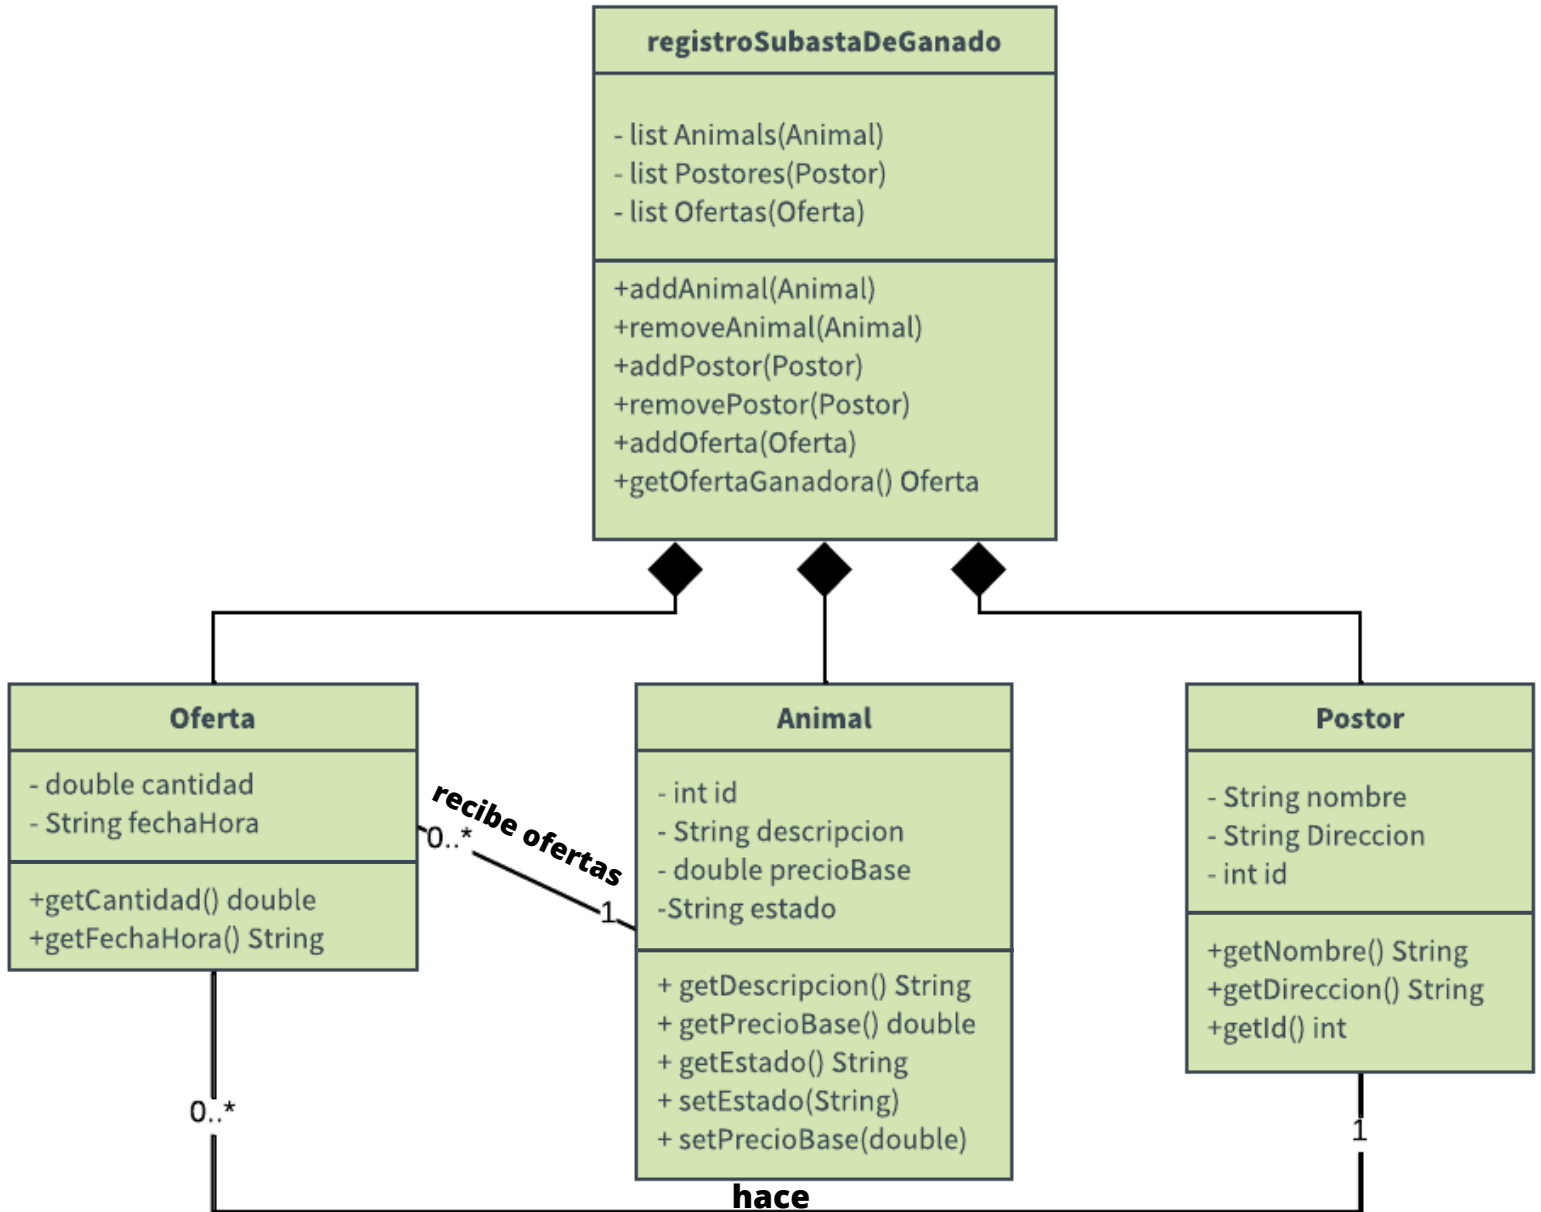 registroSubastaDeGanado
- list Animals(Animal)
- list Postores(Postor)
- list Ofertas(Oferta)
+addAnimal(Animal)
+removeAnimal(Animal)
+addPostor(Postor)
+removePostor(Postor)
+addOferta(Oferta)
+getOfertaGanadora() Oferta
Oferta
- double cantidad
- String fechaHora
+getCantidad() double
+getFechaHora() String
recibe ofertas
0..*
1
Animal
- int id
- String descripcion
- double precioBase
-String estado
+ getDescripcion() String
+ getPrecioBase() double
+ getEstado() String
+ setEstado(String)
+ setPrecioBase(double)
Postor
- String nombre
- String Direccion
- int id
+getNombre() String
+getDireccion() String
+getId() int
0..*
1
hace